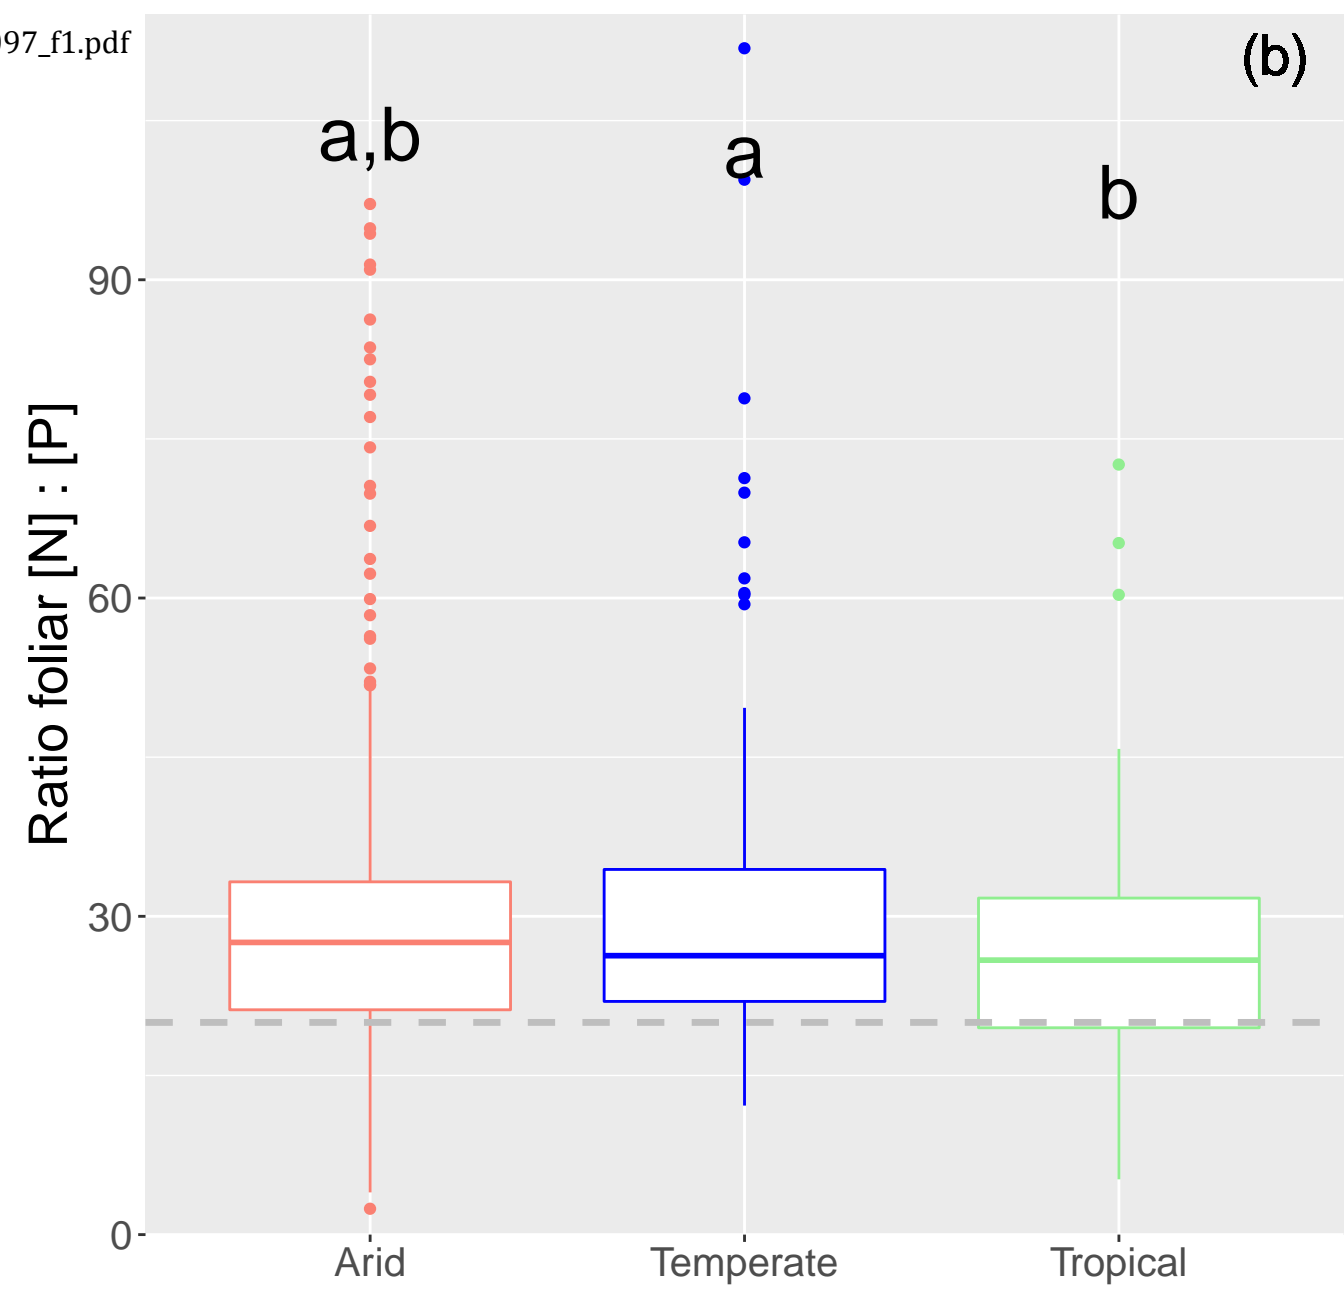 97_f1.pdf
(b)
a,b
a
b
Ratio foliar [N] : [P]
90
60
30
0
Arid
Temperate
Tropical